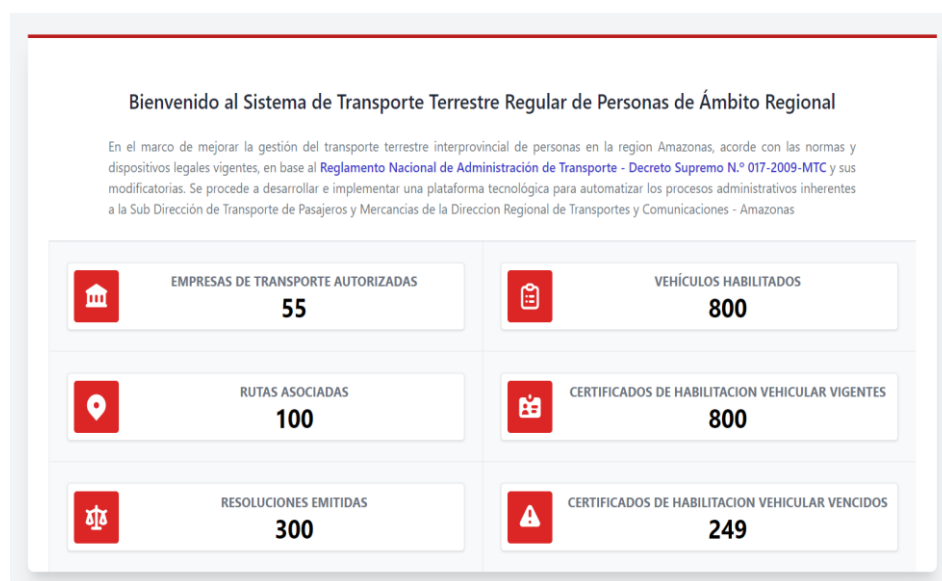 Bienvenido al Sistema de Transporte Terrestre Regular de Personas de Ámbito Regional
En el marco de mejorar la gestión del transporte terrestre interprovincial de personas en la region Amazonas, acorde con las normas y
dispositivos legales vigentes, en base al Reglamento Nacional de Administración de Transporte - Decreto Supremo N.º 017-2009-MTC y sus
modificatorias. Se procede a desarrollar e implementar una plataforma tecnológica para automatizar los procesos administrativos inherentes
a la Sub Dirección de Transporte de Pasajeros y Mercancias de la Direccion Regional de Transportes y Comunicaciones - Amazonas
EMPRESAS DE TRANSPORTE AUTORIZADAS
55
VEHÍCULOS HABILITADOS
800
RUTAS ASOCIADAS
100
CERTIFICADOS DE HABILITACION VEHICULAR VIGENTES
800
RESOLUCIONES EMITIDAS
300
CERTIFICADOS DE HABILITACION VEHICULAR VENCIDOS
249